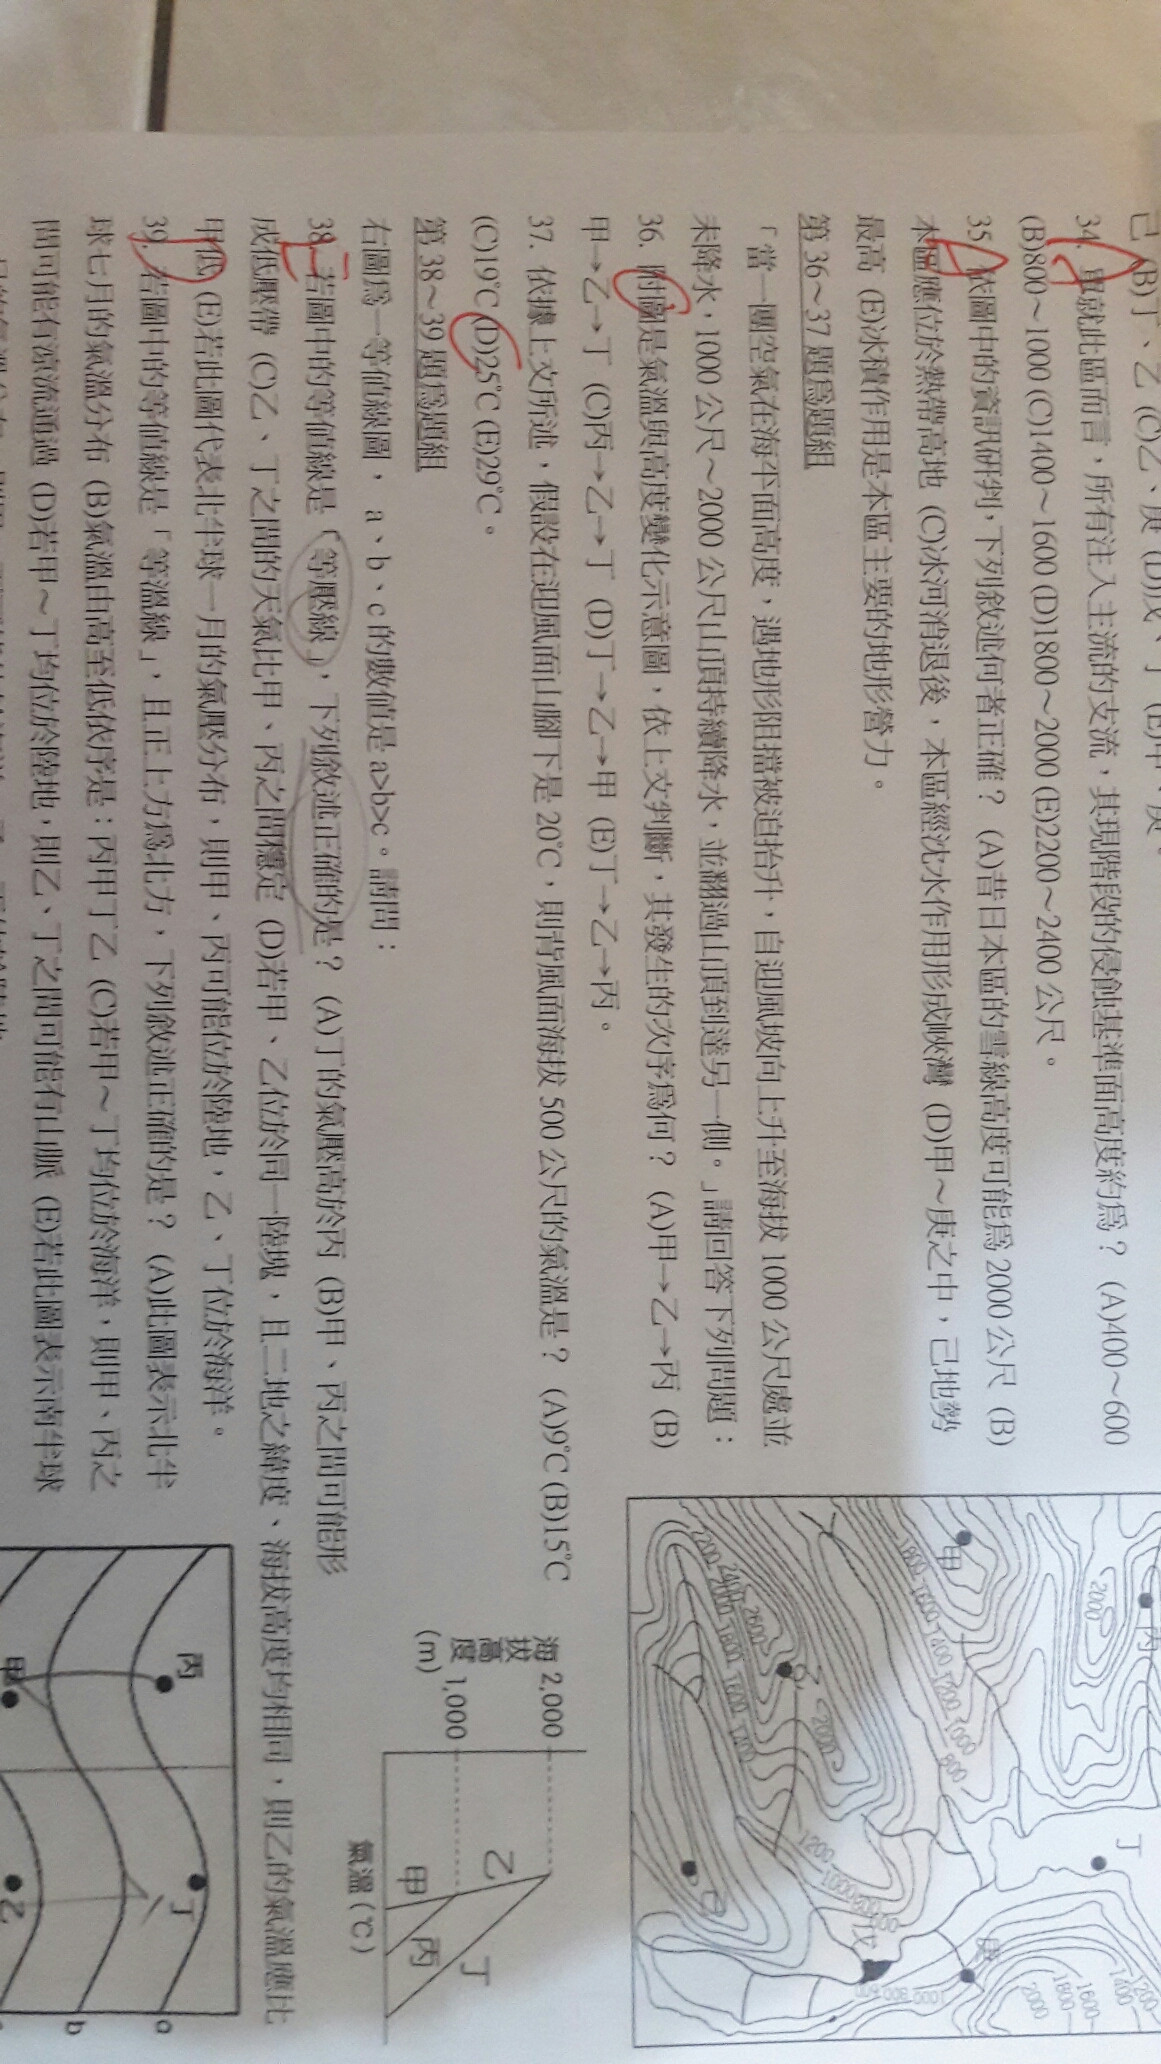 己 (B)丁、乙 (C)乙、庚 (D)戊、丁 (E)甲、庚。
34. 單就此區而言，所有注入主流的支流，其現階段的侵蝕基準面高度約為？ (A)400～600
(B)800～1000 (C)1400～1600 (D)1800～2000 (E)2200～2400 公尺。
35. 依圖中的資訊研判，下列敘述何者正確？ (A)昔日本區的雪線高度可能為 2000 公尺 (B)
本區應位於熱帶高地 (C)冰河消退後，本區經沈水作用形成峽灣 (D)甲～庚之中，己地勢
最高 (E)冰積作用是本區主要的地形營力。
第 36～37 題為題組
「當一團空氣在海平面高度，遇地形阻擋被迫抬升，自迎風坡向上升至海拔 1000 公尺處並
未降水，1000 公尺～2000 公尺山頂持續降水，並翻過山頂到達另一側。」請回答下列問題：
36. 附圖是氣溫與高度變化示意圖，依上文判斷，其發生的次序為何？ (A)甲→乙→丙 (B)
甲→乙→丁 (C)丙→乙→丁 (D)丁→乙→甲 (E)丁→乙→丙。
37. 依據上文所述，假設在迎風面山腳下是 20℃，則背風面海拔 500 公尺的氣溫是？ (A)9℃ (B)15℃
(C)19℃ (D)25℃ (E)29℃。
第 38～39 題為題組
右圖為一等值線圖，a、b、c 的數值是 a>b>c。請問：
38. 若圖中的等值線是「等壓線」，下列敘述正確的是？ (A)丁的氣壓高於丙 (B)甲、丙之間可能形
成低壓帶 (C)乙、丁之間的天氣比甲、丙之間穩定 (D)若甲、乙位於同一陸塊，且二地之緯度、海拔高度均相同，則乙的氣溫應比
甲低 (E)若此圖代表北半球一月的氣壓分布，則甲、丙可能位於陸地，乙、丁位於海洋。
39. 若圖中的等值線是「等溫線」，且正上方為北方，下列敘述正確的是？ (A)此圖表示北半
球七月的氣溫分布 (B)氣溫由高至低依序是：丙甲丁乙 (C)若甲～丁均位於海洋，則甲、丙之
間可能有涼流通過 (D)若甲～丁均位於陸地，則乙、丁之間可能有山脈 (E)若此圖表示南半球
甲
乙
丙
丁
戊
己
庚
海拔高度
(m)
2,000
1,000
乙
甲
丙
丁
氣溫 (℃)
丙
丁
甲
乙
a
b